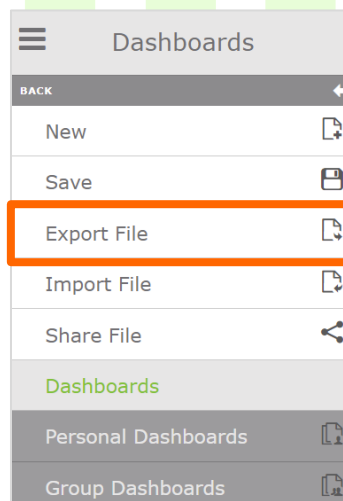 Dashboards
BACK
New
Save
Export File
Import File
Share File
Dashboards
Personal Dashboards
Group Dashboards